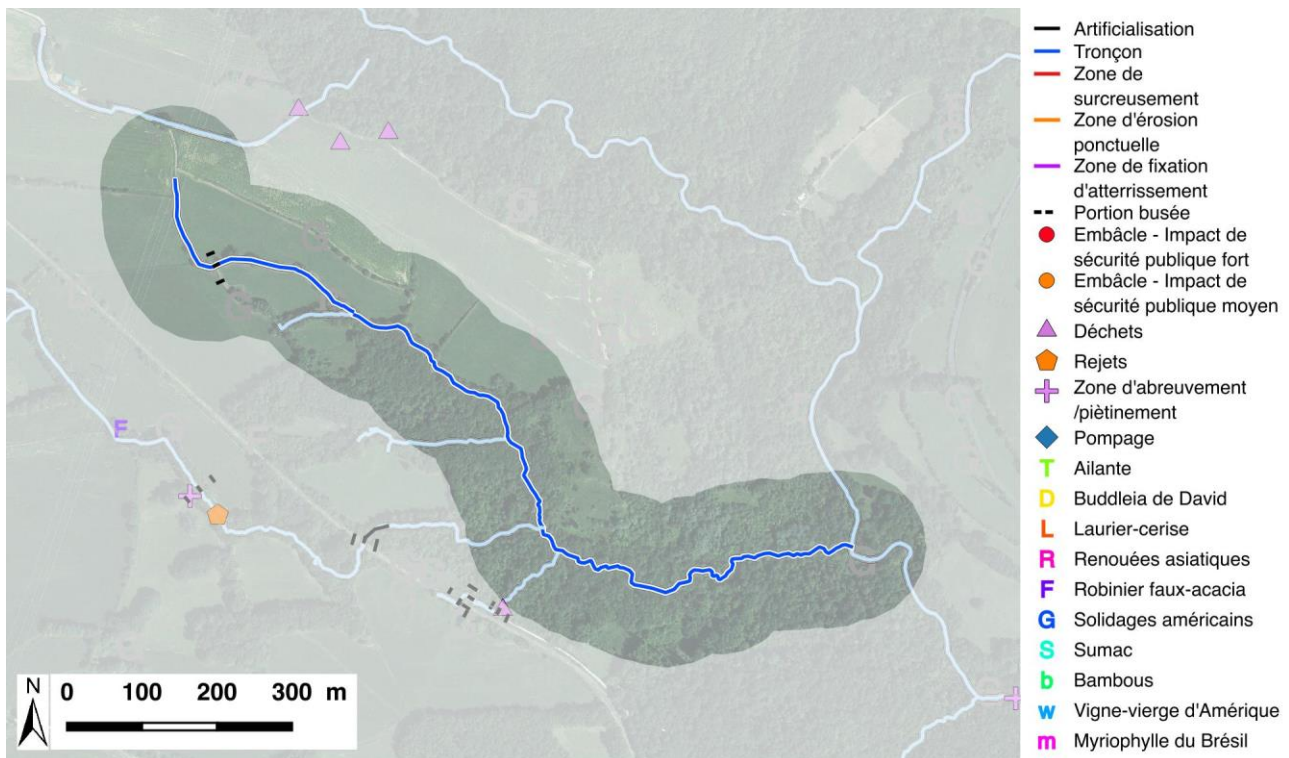 Artificialisation
Tronçon
Zone de
surcreusement
Zone d'érosion
ponctuelle
Zone de fixation
d'atterrissement
Portion busée
Embâcle - Impact de
sécurité publique fort
Embâcle - Impact de
sécurité publique moyen
Déchets
Rejets
Zone d'abreuvement
/piètinement
Pompage
T Ailante
D Buddleia de David
L Laurier-cerise
R Renouées asiatiques
F Robinier faux-acacia
G Solidages américains
S Sumac
b Bambous
w Vigne-vierge d'Amérique
m Myriophylle du Brésil
F
N
0 100 200 300 m